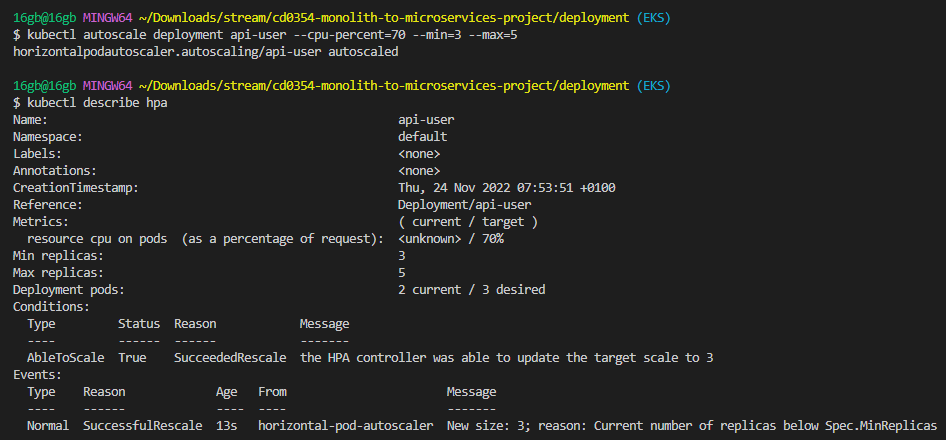 16gb@16gb MINGW64 ~/Downloads/stream/cd0354-monolith-to-microservices-project/deployment (EKS)
$ kubectl autoscale deployment api-user --cpu-percent=70 --min=3 --max=5
horizontalpodautoscaler.autoscaling/api-user autoscaled
16gb@16gb MINGW64 ~/Downloads/stream/cd0354-monolith-to-microservices-project/deployment (EKS)
$ kubectl describe hpa
Name: api-user
Namespace: default
Labels: <none>
Annotations: <none>
CreationTimestamp: Thu, 24 Nov 2022 07:53:51 +0100
Reference: Deployment/api-user
Metrics: ( current / target )
resource cpu on pods (as a percentage of request): <unknown> / 70%
Min replicas: 3
Max replicas: 5
Deployment pods: 2 current / 3 desired
Conditions:
Type Status Reason Message
---- ------ ------ -------
AbleToScale True SucceededRescale the HPA controller was able to update the target scale to 3
Events:
Type Reason Age From Message
---- ------ ---- ---- -------
Normal SuccessfulRescale 13s horizontal-pod-autoscaler New size: 3; reason: Current number of replicas below Spec.MinReplicas